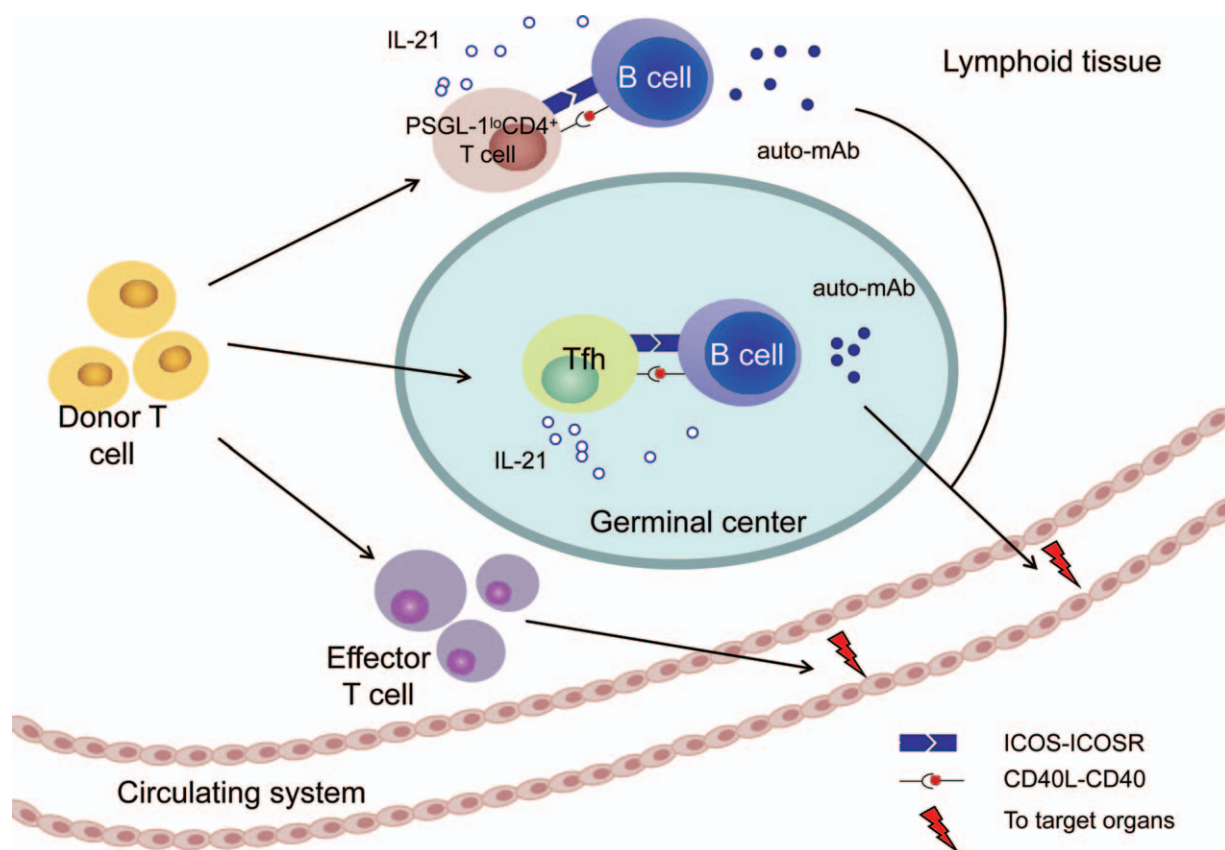 IL-21
B cell
Lymphoid tissue
PSGL-1ˡᵒCD4⁺
T cell
auto-mAb
auto-mAb
Tfh
B cell
Donor T
cell
IL-21
Germinal center
Effector
T cell
ICOS-ICOSR
CD40L-CD40
Circulating system
To target organs